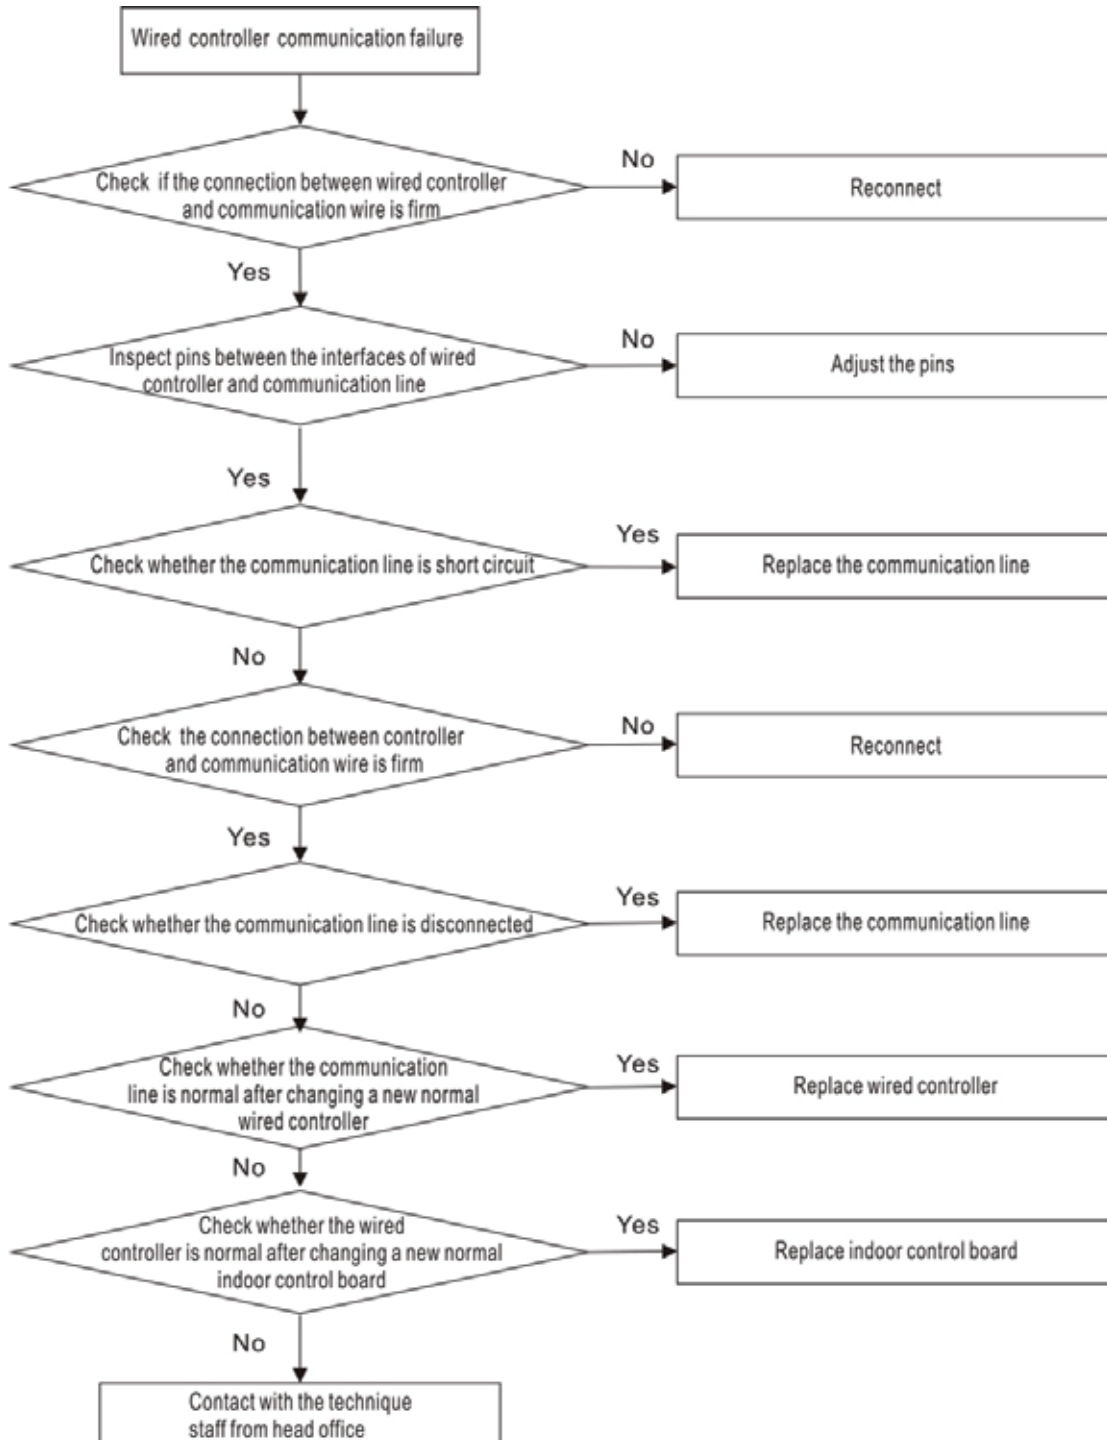 Wired controller communication failure
Check if the connection between wired controller
and communication wire is firm
No
Reconnect
Yes
Inspect pins between the interfaces of wired
controller and communication line
No
Adjust the pins
Yes
Check whether the communication line is short circuit
Yes
Replace the communication line
No
Check the connection between controller
and communication wire is firm
No
Reconnect
Yes
Check whether the communication line is disconnected
Yes
Replace the communication line
No
Check whether the communication
line is normal after changing a new normal
wired controller
Yes
Replace wired controller
No
Check whether the wired
controller is normal after changing a new normal
indoor control board
Yes
Replace indoor control board
No
Contact with the technique
staff from head office